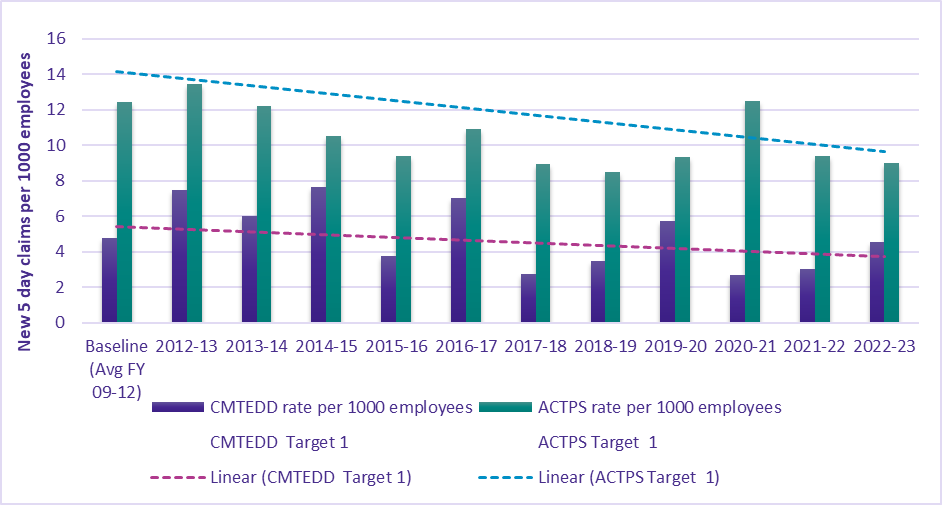 New 5 day claims per 1000 employees
16
14
12
10
8
6
4
2
0
Baseline (Avg FY 09-12)
2012-13
2013-14
2014-15
2015-16
2016-17
2017-18
2018-19
2019-20
2020-21
2021-22
2022-23
CMTEDD rate per 1000 employees
ACTPS rate per 1000 employees
CMTEDD Target 1
ACTPS Target 1
Linear (CMTEDD Target 1)
Linear (ACTPS Target 1)